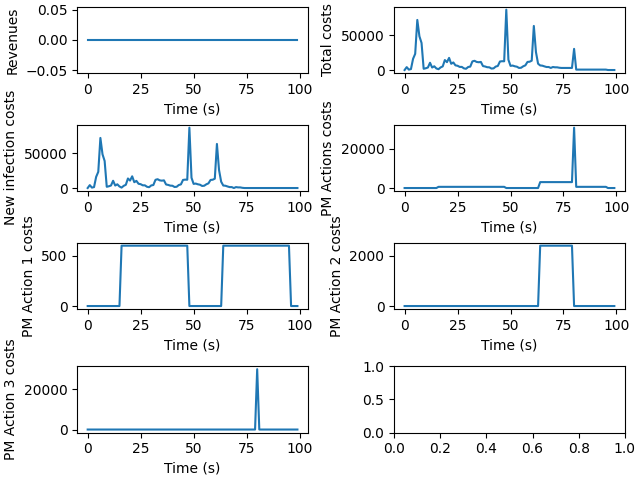 Revenues
0.05
0.00
−0.05
0 25 50 75 100
Time (s)
Total costs
50000
0
0 25 50 75 100
Time (s)
New infection costs
50000
0
0 25 50 75 100
Time (s)
PM Actions costs
20000
0
0 25 50 75 100
Time (s)
PM Action 1 costs
500
0
0 25 50 75 100
Time (s)
PM Action 2 costs
2000
0
0 25 50 75 100
Time (s)
PM Action 3 costs
20000
0
0 25 50 75 100
Time (s)
1.0
0.5
0.0
0.0 0.2 0.4 0.6 0.8 1.0